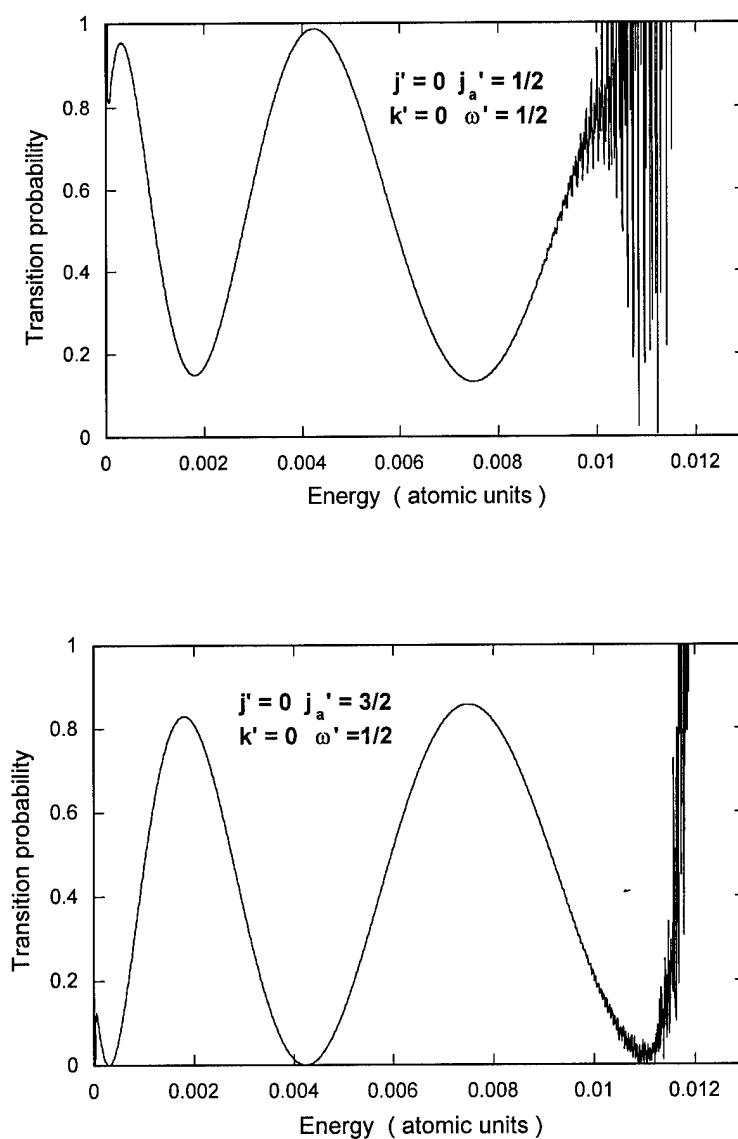 1
0.8
0.6
0.4
0.2
0
Transition probability
j' = 0 j_a' = 1/2
k' = 0 ω' = 1/2
0 0.002 0.004 0.006 0.008 0.01 0.012
Energy ( atomic units )
1
0.8
0.6
0.4
0.2
0
Transition probability
j' = 0 j_a' = 3/2
k' = 0 ω' =1/2
0 0.002 0.004 0.006 0.008 0.01 0.012
Energy ( atomic units )